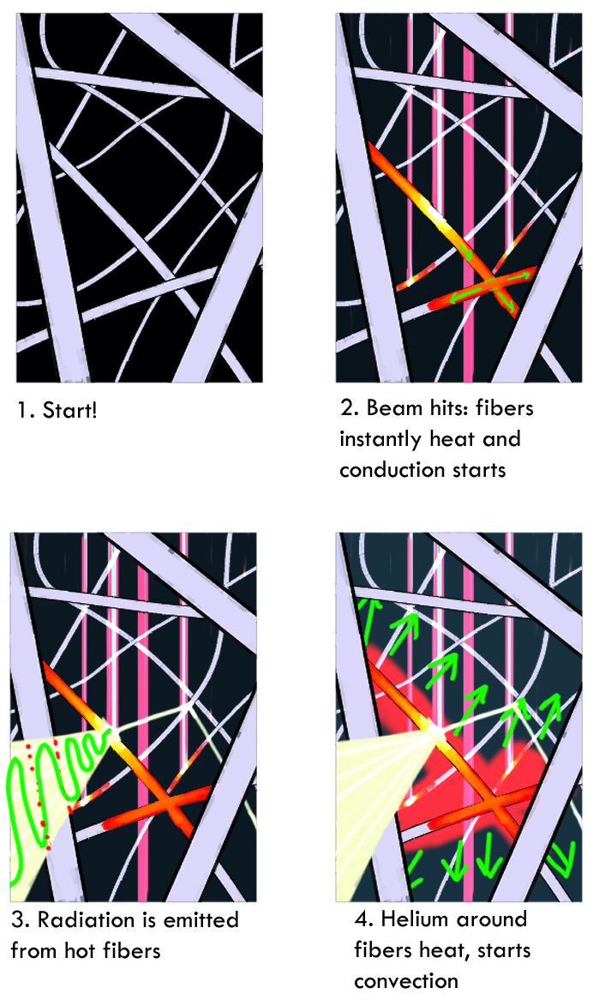 1. Start!
2. Beam hits: fibers
instantly heat and
conduction starts
3. Radiation is emitted
from hot fibers
4. Helium around
fibers heat, starts
convection